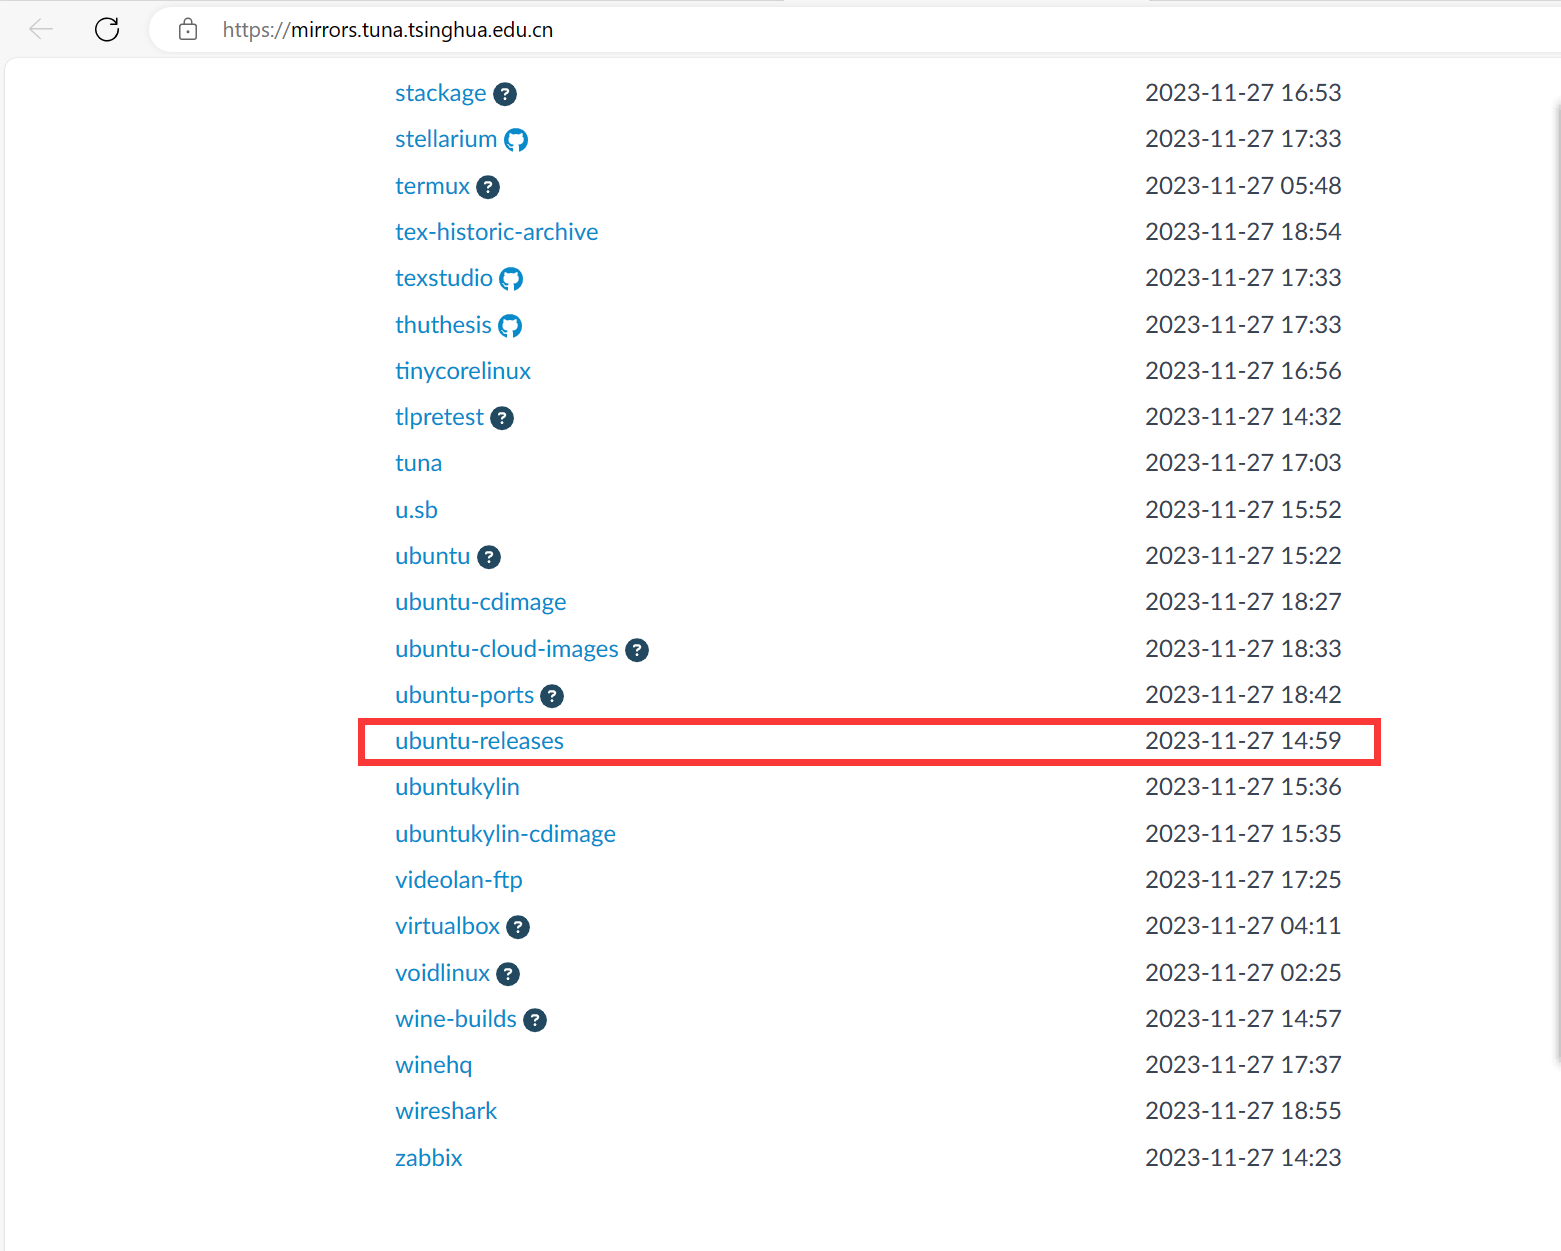 https://mirrors.tuna.tsinghua.edu.cn
stackage ? 2023-11-27 16:53
stellarium 2023-11-27 17:33
termux ? 2023-11-27 05:48
tex-historic-archive 2023-11-27 18:54
texstudio 2023-11-27 17:33
thuthesis 2023-11-27 17:33
tinycorelinux 2023-11-27 16:56
tlpretest ? 2023-11-27 14:32
tuna 2023-11-27 17:03
u.sb 2023-11-27 15:52
ubuntu ? 2023-11-27 15:22
ubuntu-cdimage 2023-11-27 18:27
ubuntu-cloud-images ? 2023-11-27 18:33
ubuntu-ports ? 2023-11-27 18:42
ubuntu-releases 2023-11-27 14:59
ubuntukylin 2023-11-27 15:36
ubuntukylin-cdimage 2023-11-27 15:35
videolan-ftp 2023-11-27 17:25
virtualbox ? 2023-11-27 04:11
voidlinux ? 2023-11-27 02:25
wine-builds ? 2023-11-27 14:57
winehq 2023-11-27 17:37
wireshark 2023-11-27 18:55
zabbix 2023-11-27 14:23